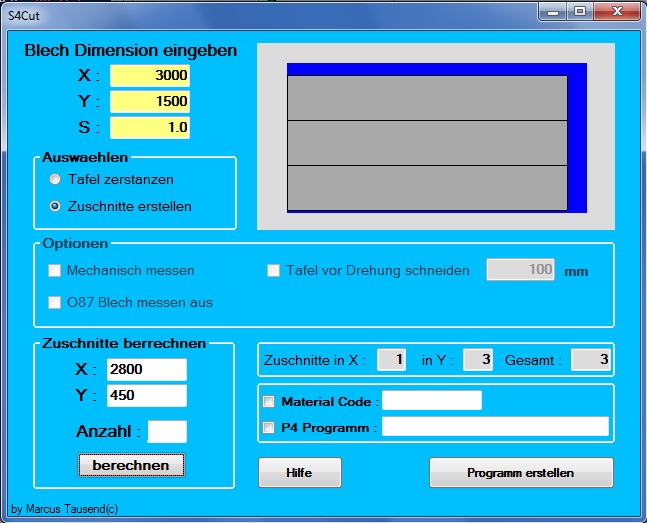 S4Cut
Blech Dimension eingeben
X : 3000
Y : 1500
S : 1.0
Auswaehlen
Tafel zerstanzen
Zuschnitte erstellen
Optionen
Mechanisch messen
Tafel vor Drehung schneiden 100 mm
O87 Blech messen aus
Zuschnitte berrechnen
X : 2800
Y : 450
Anzahl :
berechnen
Zuschnitte in X : 1 in Y : 3 Gesamt : 3
Material Code :
P4 Programm :
Hilfe
Programm erstellen
by Marcus Tausend(c)